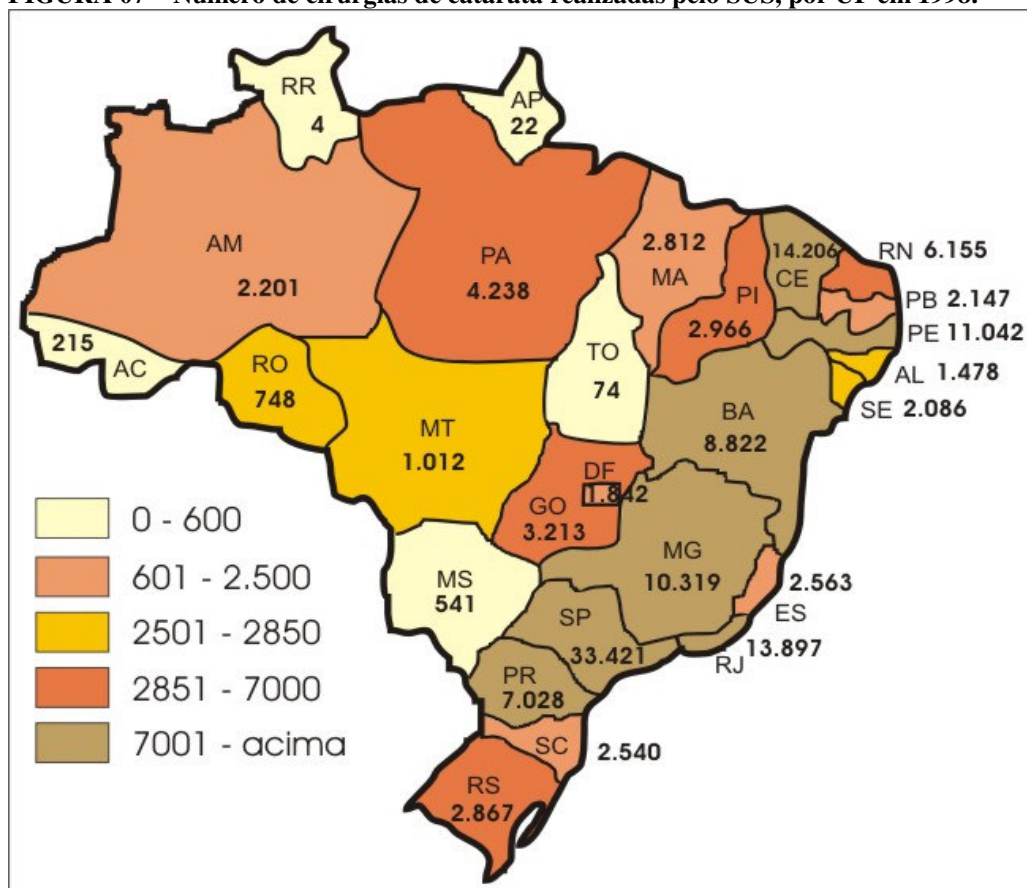 FIGURA 07 – Número de cirurgias de catarata realizadas pelo SUS, por UF em 1998.
RR
4
AP
22
AM
2.201
PA
4.238
2.812
MA
PI
2.966
14.206
CE
RN 6.155
PB 2.147
PE 11.042
AL 1.478
SE 2.086
215
AC
RO
748
MT
1.012
TO
74
BA
8.822
DF
1.842
GO
3.213
MG
10.319
MS
541
SP
33.421
2.563
ES
RJ 13.897
PR
7.028
SC 2.540
RS
2.867
0 - 600
601 - 2.500
2501 - 2850
2851 - 7000
7001 - acima